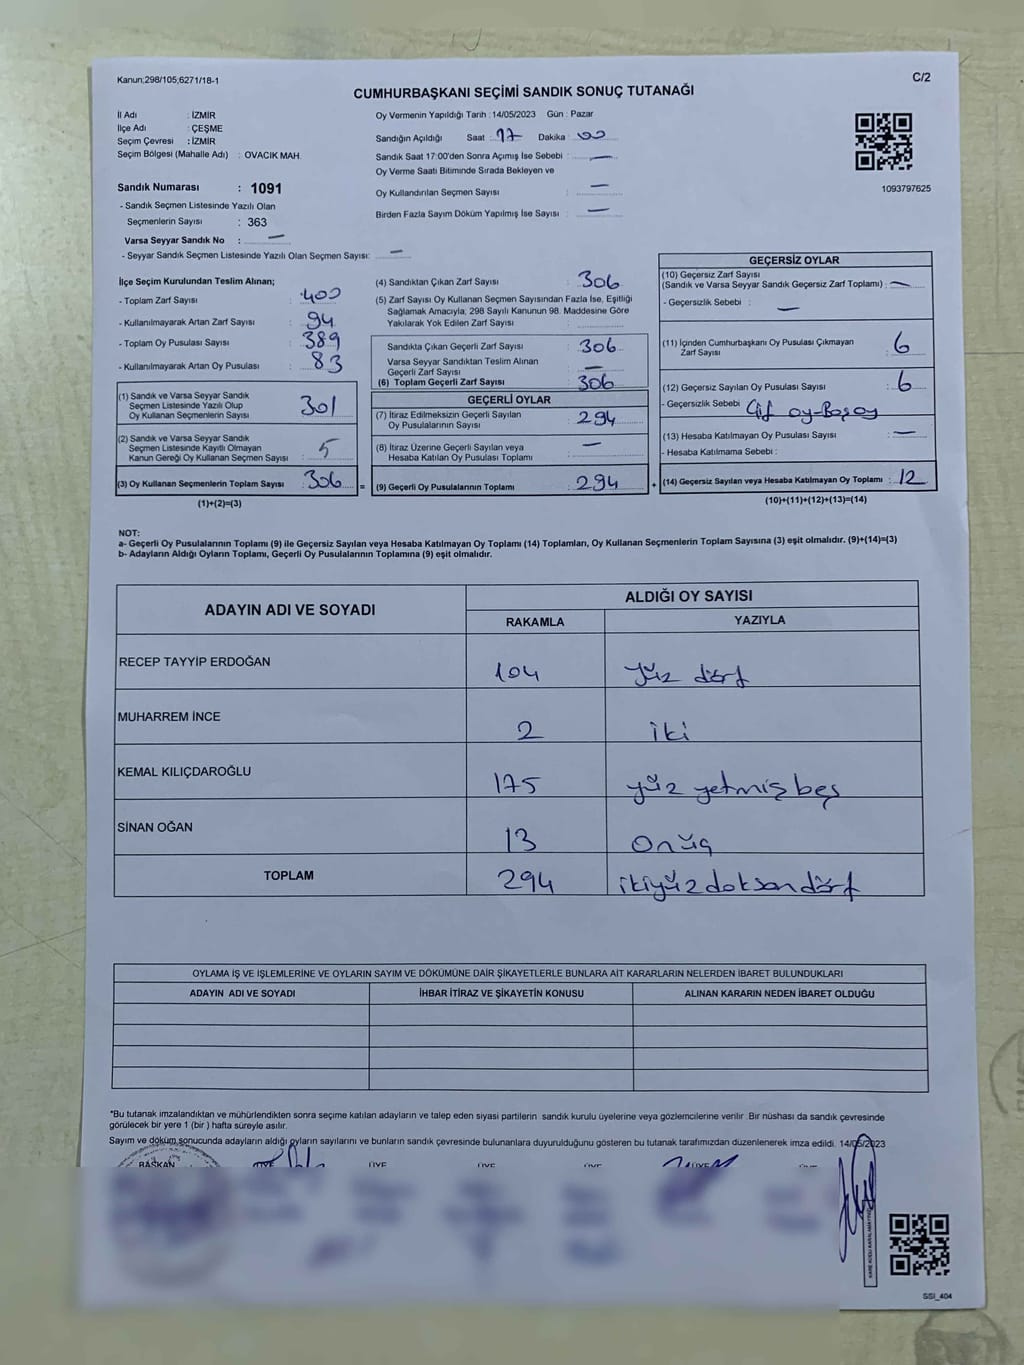 Kanun;298/105,6271/18-1
C/2
CUMHURBAŞKANI SEÇİMİ SANDIK SONUÇ TUTANAĞI
İl Adı : İZMİR
İlçe Adı : ÇEŞME
Seçim Çevresi : İZMİR
Seçim Bölgesi (Mahalle Adı) : OVACIK MAH.
Sandık Numarası : 1091
- Sandık Seçmen Listesinde Yazılı Olan
Seçmenlerin Sayısı : 363
Varsa Seyyar Sandık No : —
- Seyyar Sandık Seçmen Listesinde Yazılı Olan Seçmen Sayısı: —
Oy Vermenin Yapıldığı Tarih :14/05/2023 Gün : Pazar
Sandığın Açıldığı Saat : 17 Dakika : 00
Sandık Saat 17:00'den Sonra Açımış İse Sebebi : —
Oy Verme Saati Bitiminde Sırada Bekleyen ve
Oy Kullandırılan Seçmen Sayısı : —
Birden Fazla Sayım Döküm Yapılmış İse Sayısı : —
1093797625
İlçe Seçim Kurulundan Teslim Alınan;
- Toplam Zarf Sayısı : 400
- Kullanılmayarak Artan Zarf Sayısı : 94
- Toplam Oy Pusulası Sayısı : 389
- Kullanılmayarak Artan Oy Pusulası : 83
(1) Sandık ve Varsa Seyyar Sandık
Seçmen Listesinde Yazılı Olup
Oy Kullanan Seçmenlerin Sayısı 301
(2) Sandık ve Varsa Seyyar Sandık
Seçmen Listesinde Kayıtlı Olmayan
Kanun Gereği Oy Kullanan Seçmen Sayısı : 5
(3) Oy Kullanan Seçmenlerin Toplam Sayısı : 306 =
(1)+(2)=(3)
(4) Sandıktan Çıkan Zarf Sayısı : 306
(5) Zarf Sayısı Oy Kullanan Seçmen Sayısından Fazla İse, Eşitliği
Sağlamak Amacıyla, 298 Sayılı Kanunun 98. Maddesine Göre
Yakılarak Yok Edilen Zarf Sayısı :
Sandıkta Çıkan Geçerli Zarf Sayısı : 306
Varsa Seyyar Sandıktan Teslim Alınan
Geçerli Zarf Sayısı : —
(6) Toplam Geçerli Zarf Sayısı : 306
GEÇERLİ OYLAR
(7) İtiraz Edilmeksizin Geçerli Sayılan
Oy Pusulalarının Sayısı : 294
(8) İtiraz Üzerine Geçerli Sayılan veya
Hesaba Katılan Oy Pusulası Toplamı : —
(9) Geçerli Oy Pusulalarının Toplamı : 294 +
GEÇERSİZ OYLAR
(10) Geçersiz Zarf Sayısı
(Sandık ve Varsa Seyyar Sandık Geçersiz Zarf Toplamı) : —
- Geçersizlik Sebebi : —
(11) İçinden Cumhurbaşkanı Oy Pusulası Çıkmayan
Zarf Sayısı : 6
(12) Geçersiz Sayılan Oy Pusulası Sayısı : 6
- Geçersizlik Sebebi : Çif oy-Boş oy
(13) Hesaba Katılmayan Oy Pusulası Sayısı : —
- Hesaba Katılmama Sebebi :
(14) Geçersiz Sayılan veya Hesaba Katılmayan Oy Toplamı : 12
(10)+(11)+(12)+(13)=(14)
NOT:
a- Geçerli Oy Pusulalarının Toplamı (9) ile Geçersiz Sayılan veya Hesaba Katılmayan Oy Toplamı (14) Toplamları, Oy Kullanan Seçmenlerin Toplam Sayısına (3) eşit olmalıdır. (9)+(14)=(3)
b- Adayların Aldığı Oyların Toplamı, Geçerli Oy Pusulalarının Toplamına (9) eşit olmalıdır.
ADAYIN ADI VE SOYADI
ALDIĞI OY SAYISI
RAKAMLA YAZIYLA
RECEP TAYYİP ERDOĞAN 104 yüz dört
MUHARREM İNCE 2 iki
KEMAL KILIÇDAROĞLU 175 yüz yetmiş beş
SİNAN OĞAN 13 Onüç
TOPLAM 294 ikiyüzdoksandört
OYLAMA İŞ VE İŞLEMLERİNE VE OYLARIN SAYIM VE DÖKÜMÜNE DAİR ŞİKAYETLERLE BUNLARA AİT KARARLARIN NELERDEN İBARET BULUNDUKLARI
ADAYIN ADI VE SOYADI İHBAR İTİRAZ VE ŞİKAYETİN KONUSU ALINAN KARARIN NEDEN İBARET OLDUĞU
*Bu tutanak imzalandıktan ve mühürlendikten sonra seçime katılan adayların ve talep eden siyasi partilerin sandık kurulu üyelerine veya gözlemcilerine verilir. Bir nüshası da sandık çevresinde
görülecek bir yere 1 (bir ) hafta süreyle asılır.
Sayım ve döküm sonucunda adayların aldığı oyların sayılarını ve bunların sandık çevresinde bulunanlara duyurulduğunu gösteren bu tutanak tarafımızdan düzenlenerek imza edildi. 14/05/2023
BAŞKAN ÜYE ÜYE ÜYE ÜYE ÜYE
SSI_404